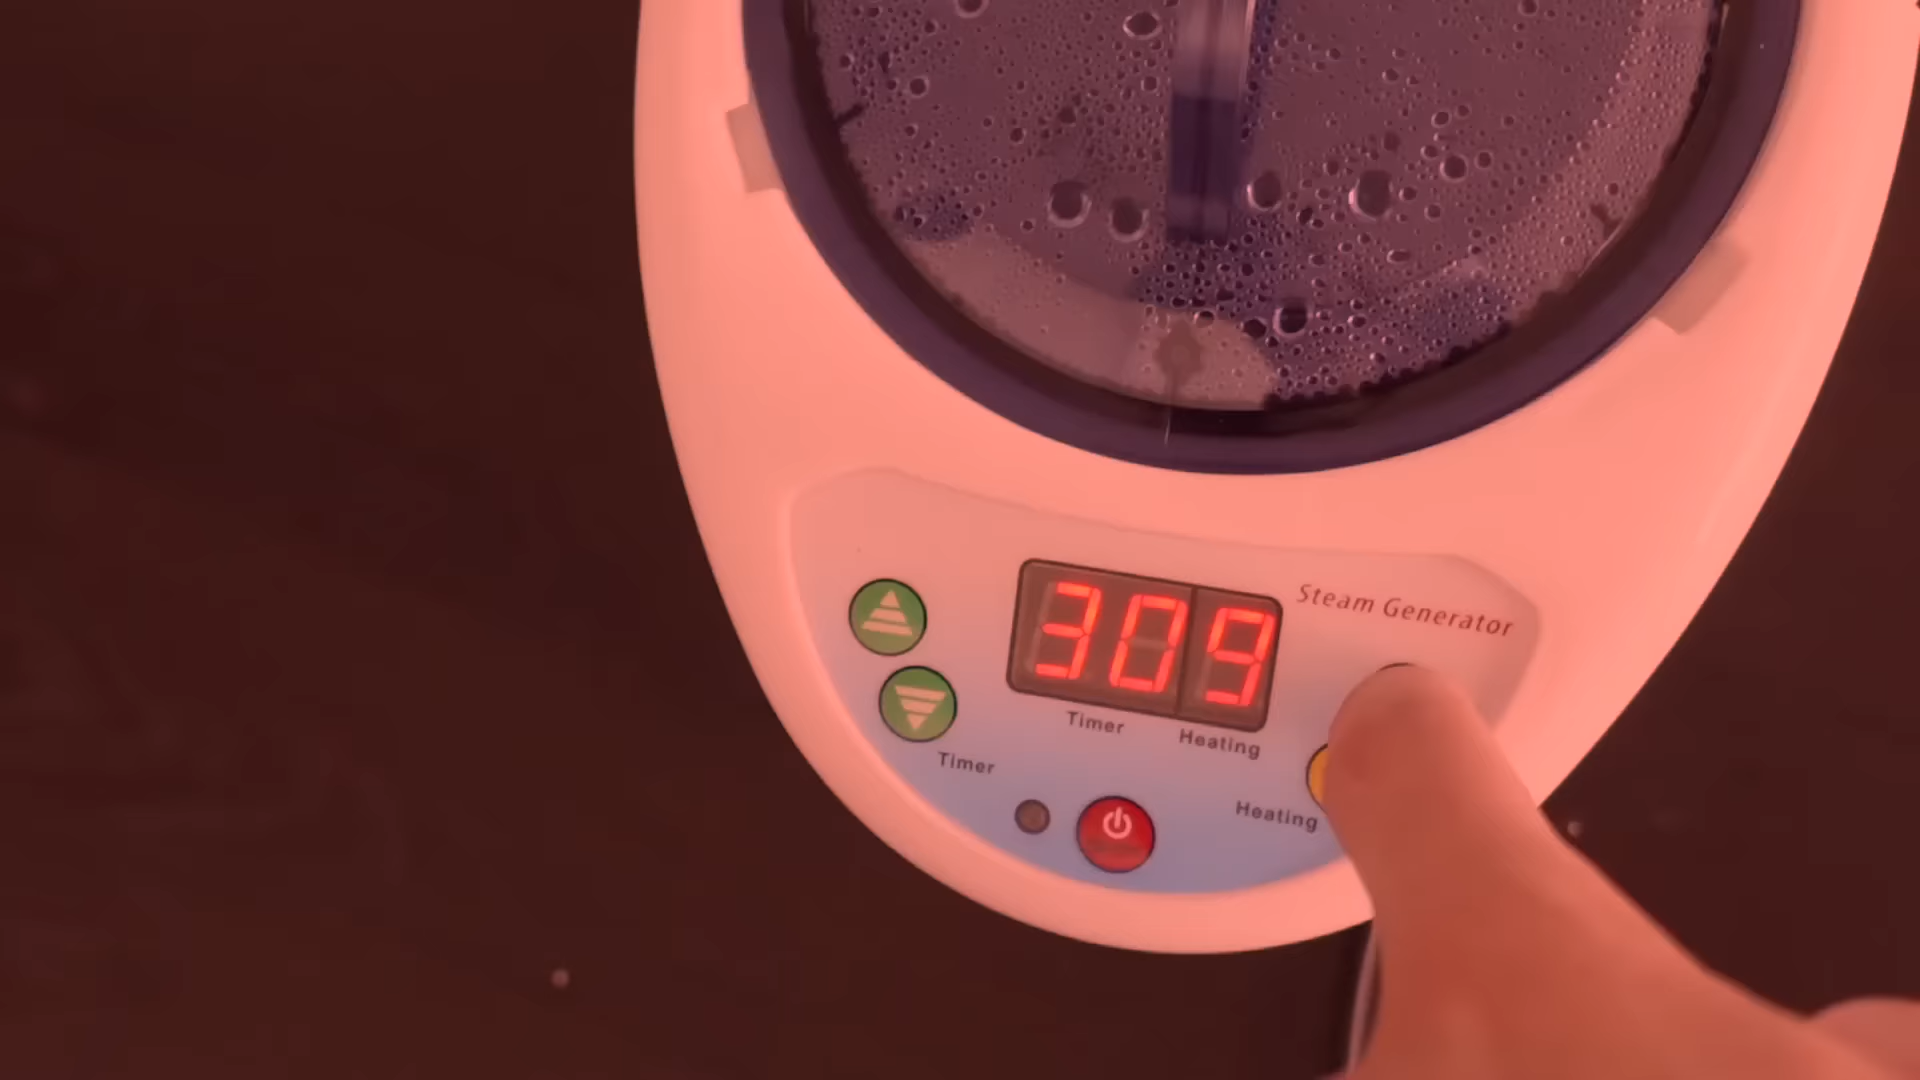 Steam Generator
309
Timer Heating
Timer
Heating